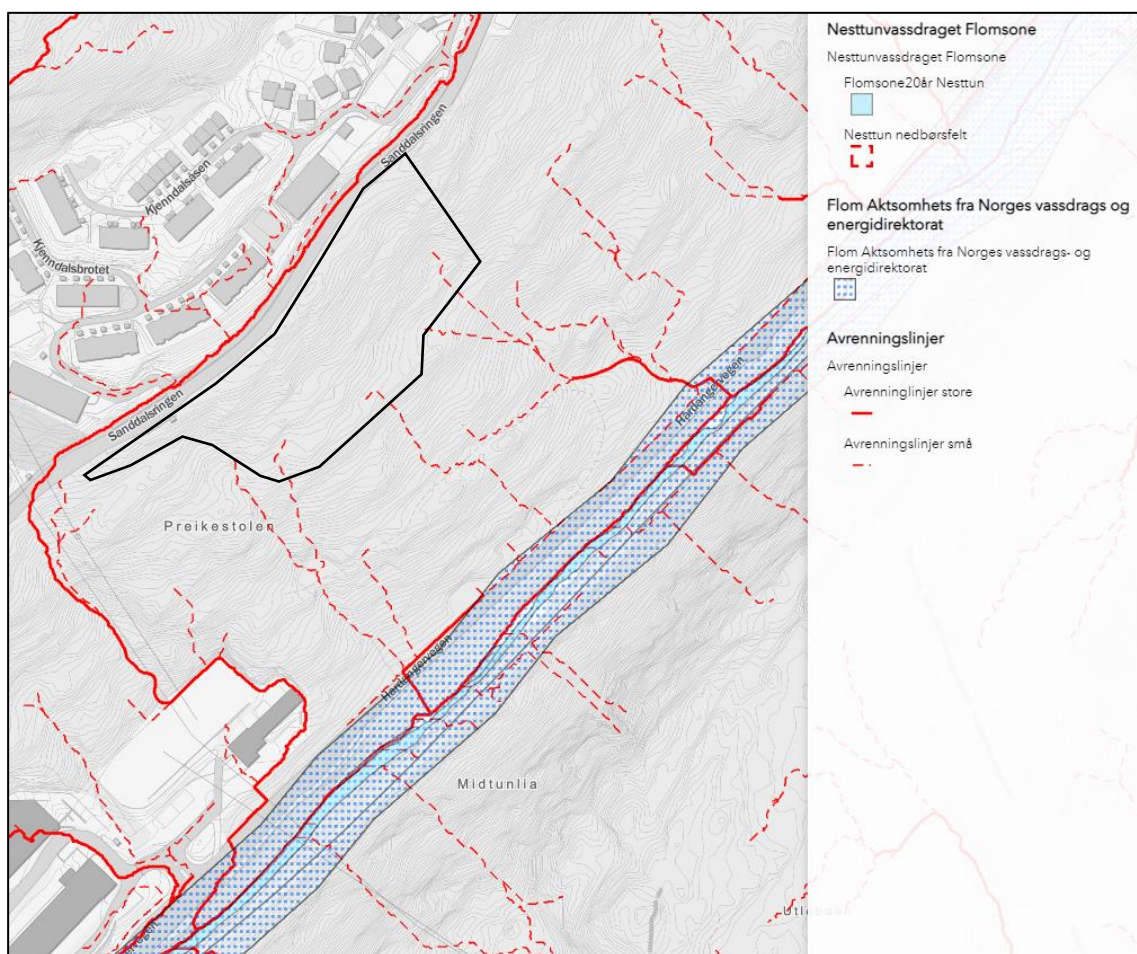 Nesttunvassdraget Flomsone
Nesttunvassdraget Flomsone
Flomsone20år Nesttun
Nesttun nedbørsfelt
Flom Aktsomhets fra Norges vassdrags og
energidirektorat
Flom Aktsomhets fra Norges vassdrags- og
energidirektorat
Avrenningslinjer
Avrenningslinjer
Avrenninglinjer store
Avrenningslinjer små
Sanddalsringen
Kjenndalsåsen
Kjenndalsbrotet
Sanddalsringen
Preikestolen
Hardangervegen
Hardangervegen
Midtunlia